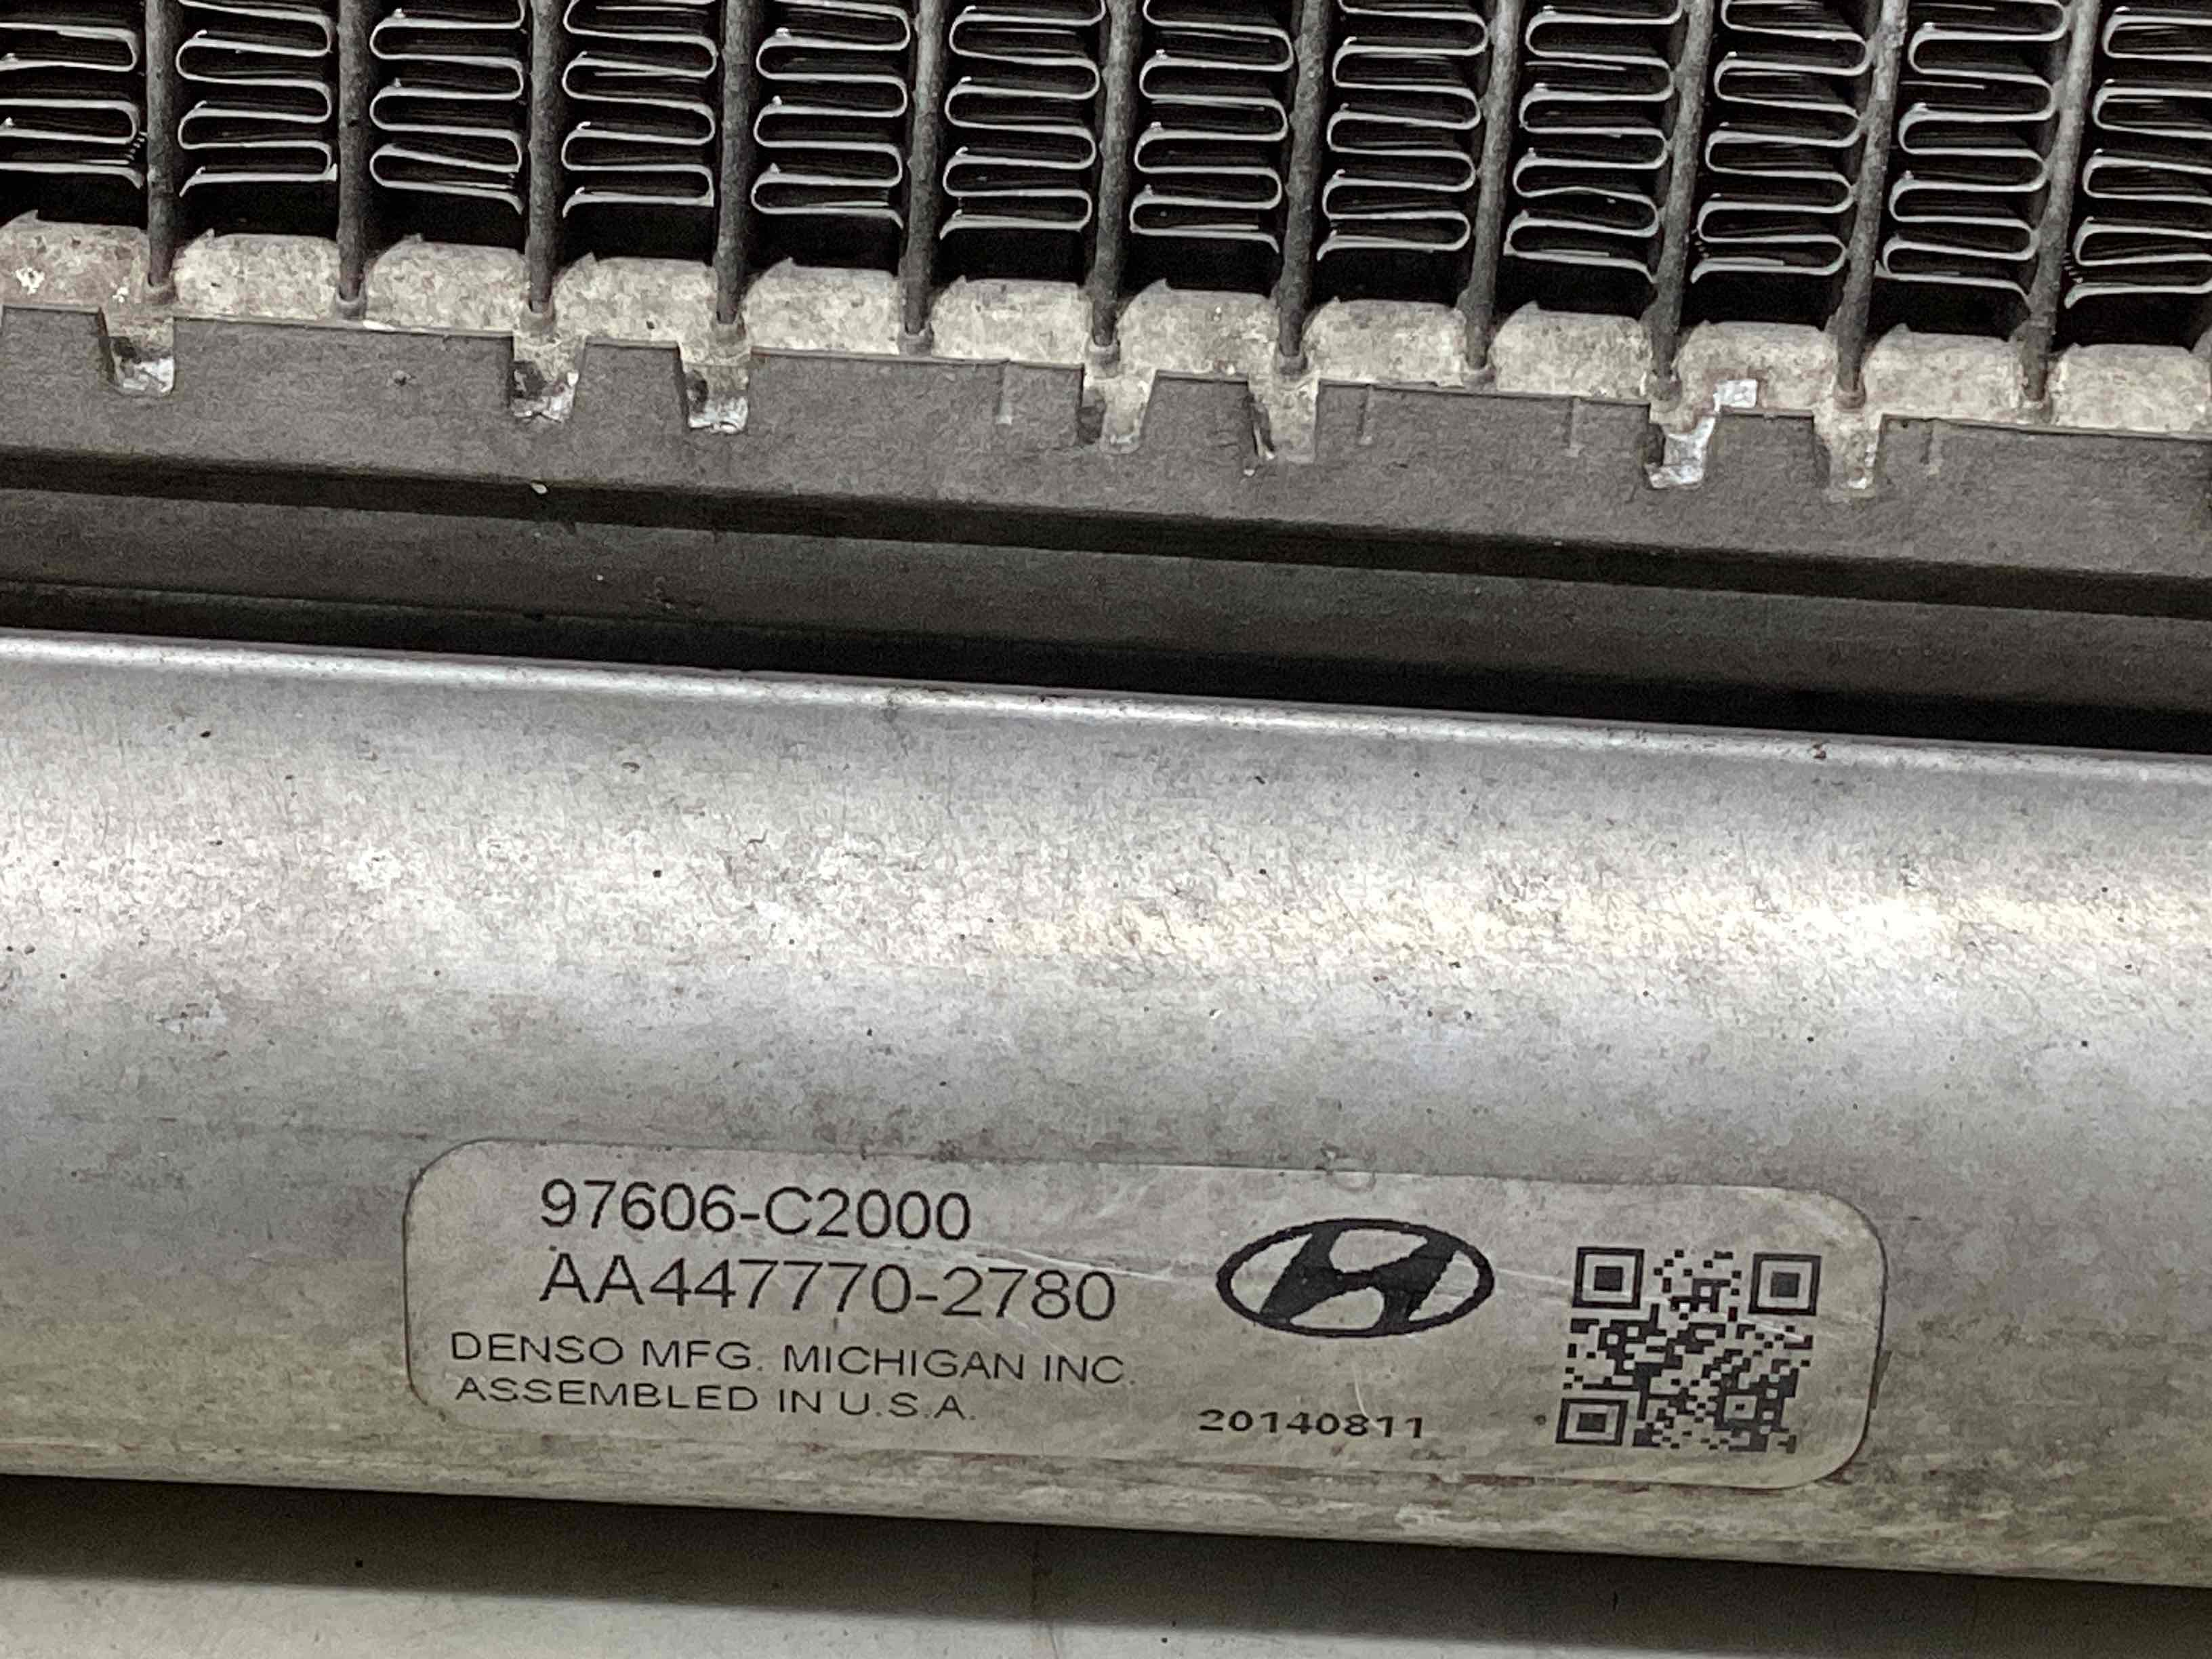 97606-C2000
AA447770-2780
DENSO MFG. MICHIGAN INC.
ASSEMBLED IN U.S.A.
20140811